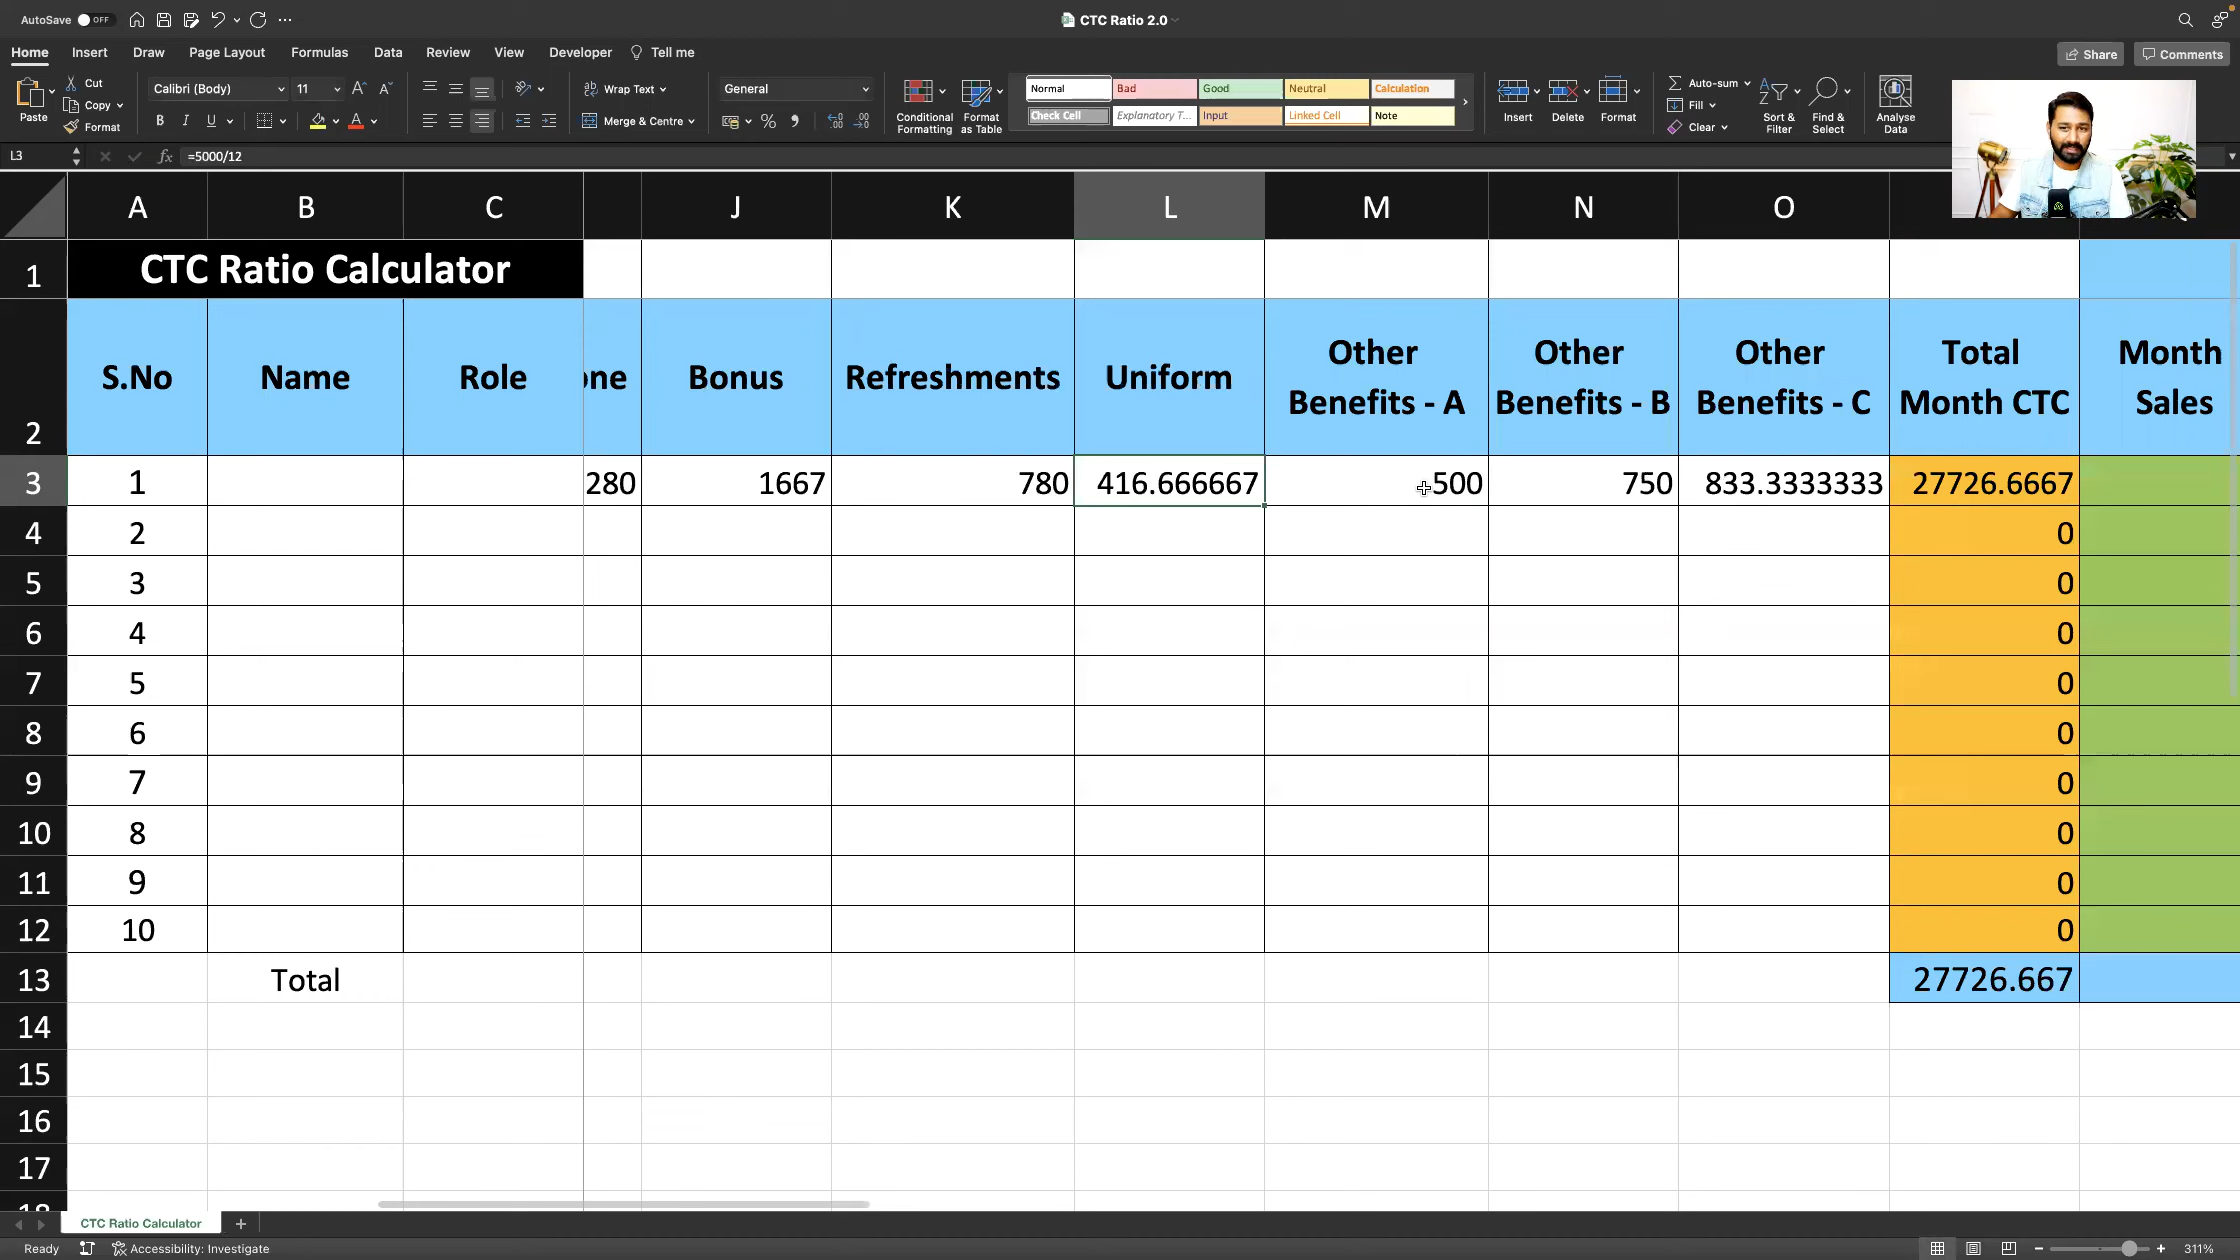 AutoSave OFF
CTC Ratio 2.0
Home Insert Draw Page Layout Formulas Data Review View Developer Tell me
Share Comments
Paste
Cut
Copy
Format
Calibri (Body) 11
B I U
Wrap Text
Merge & Centre
General
Conditional Formatting
Format as Table
Normal Bad Good Neutral Calculation
Check Cell Explanatory T... Input Linked Cell Note
Insert Delete Format
Auto-sum
Fill
Clear
Sort & Filter
Find & Select
Analyse Data
L3 fx =5000/12
A B C J K L M N O
1 CTC Ratio Calculator
2 S.No Name Role one Bonus Refreshments Uniform Other Benefits - A Other Benefits - B Other Benefits - C Total Month CTC Month Sales
3 1 280 1667 780 416.666667 500 750 833.3333333 27726.6667
4 2 0
5 3 0
6 4 0
7 5 0
8 6 0
9 7 0
10 8 0
11 9 0
12 10 0
13 Total 27726.667
14
15
16
17
18
CTC Ratio Calculator
Ready Accessibility: Investigate 311%